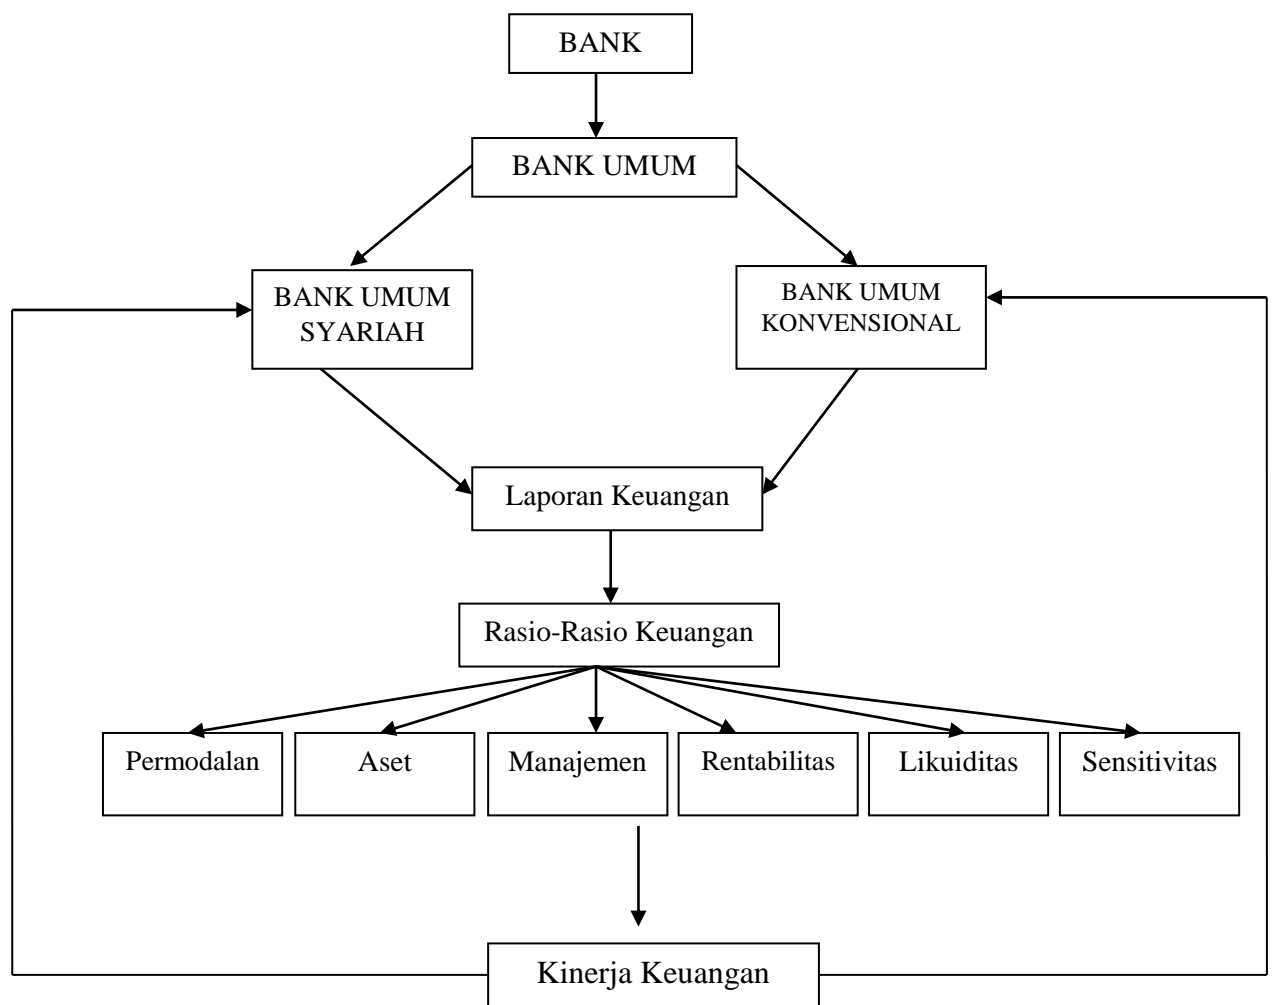 BANK
BANK UMUM
BANK UMUM
SYARIAH
BANK UMUM
KONVENSIONAL
Laporan Keuangan
Rasio-Rasio Keuangan
Permodalan
Aset
Manajemen
Rentabilitas
Likuiditas
Sensitivitas
Kinerja Keuangan